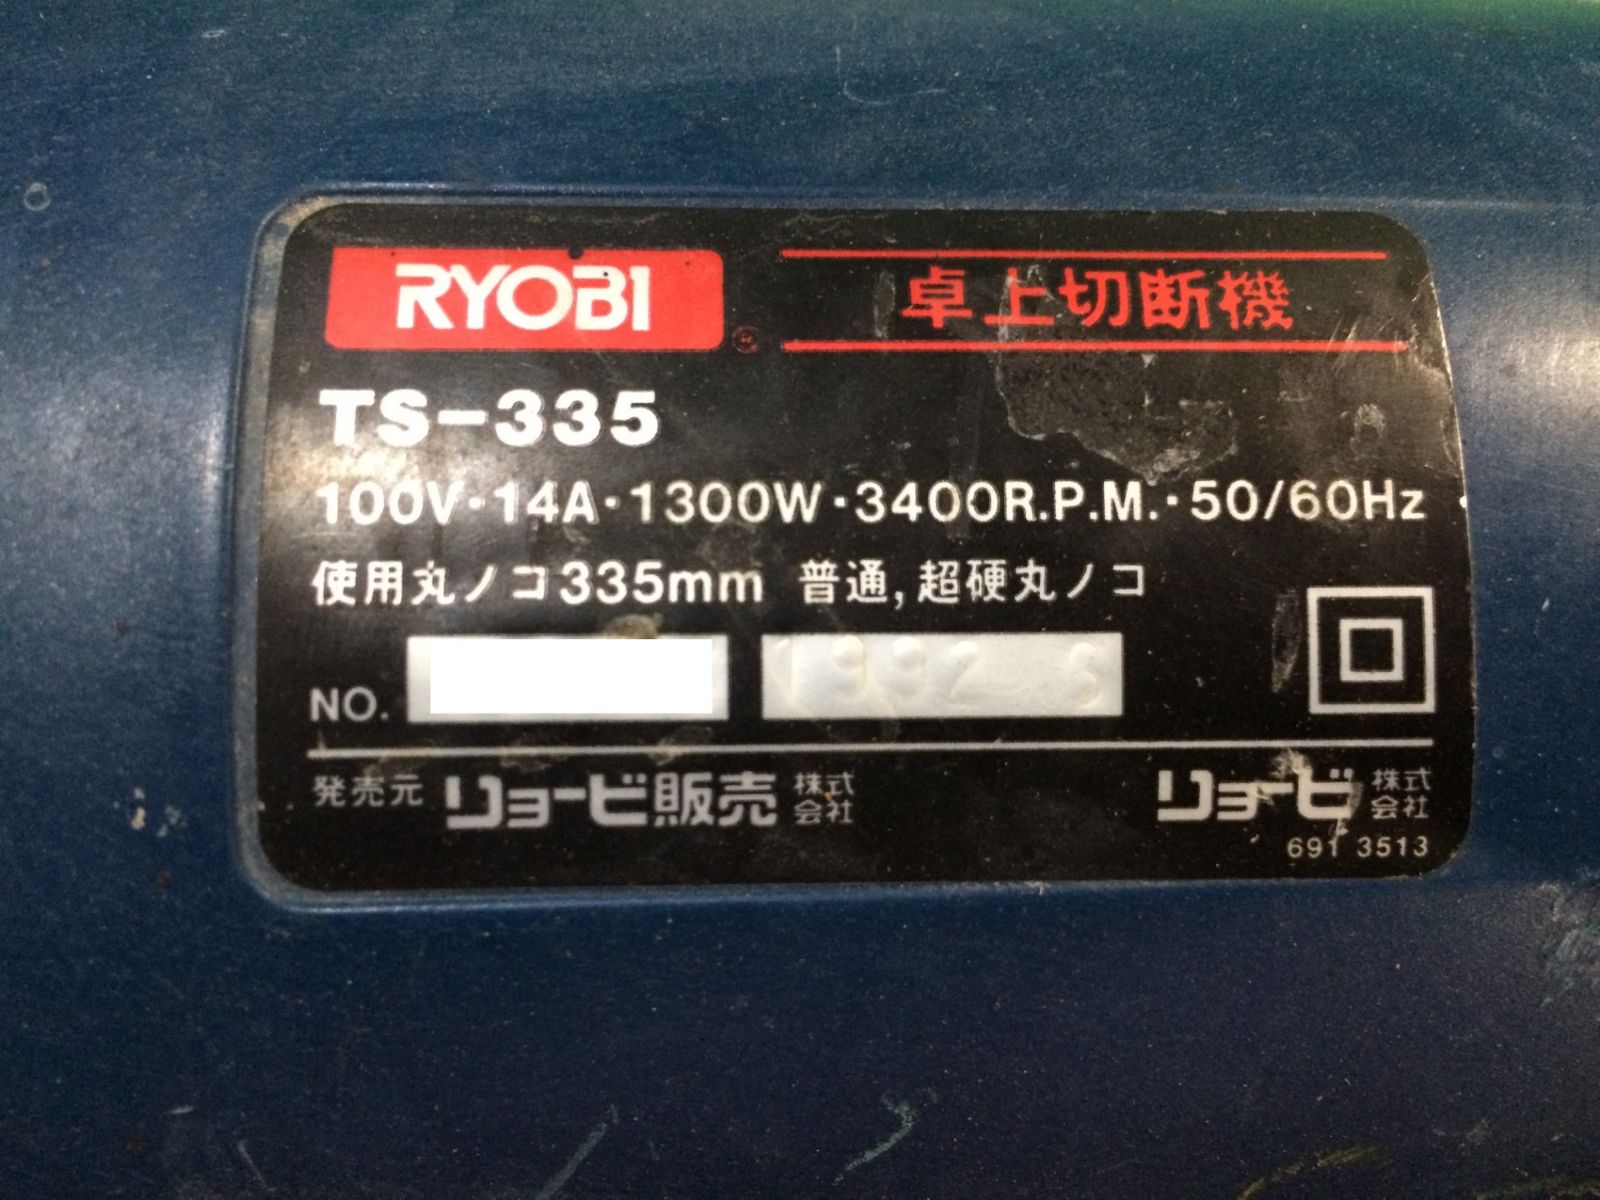 RYOBI ® 卓上切断機
TS-335
100V・14A・1300W・3400R.P.M.・50/60Hz
使用丸ノコ335mm 普通,超硬丸ノコ
NO. 1992 5
発売元 リョービ販売株式会社 リョービ株式会社
691 3513